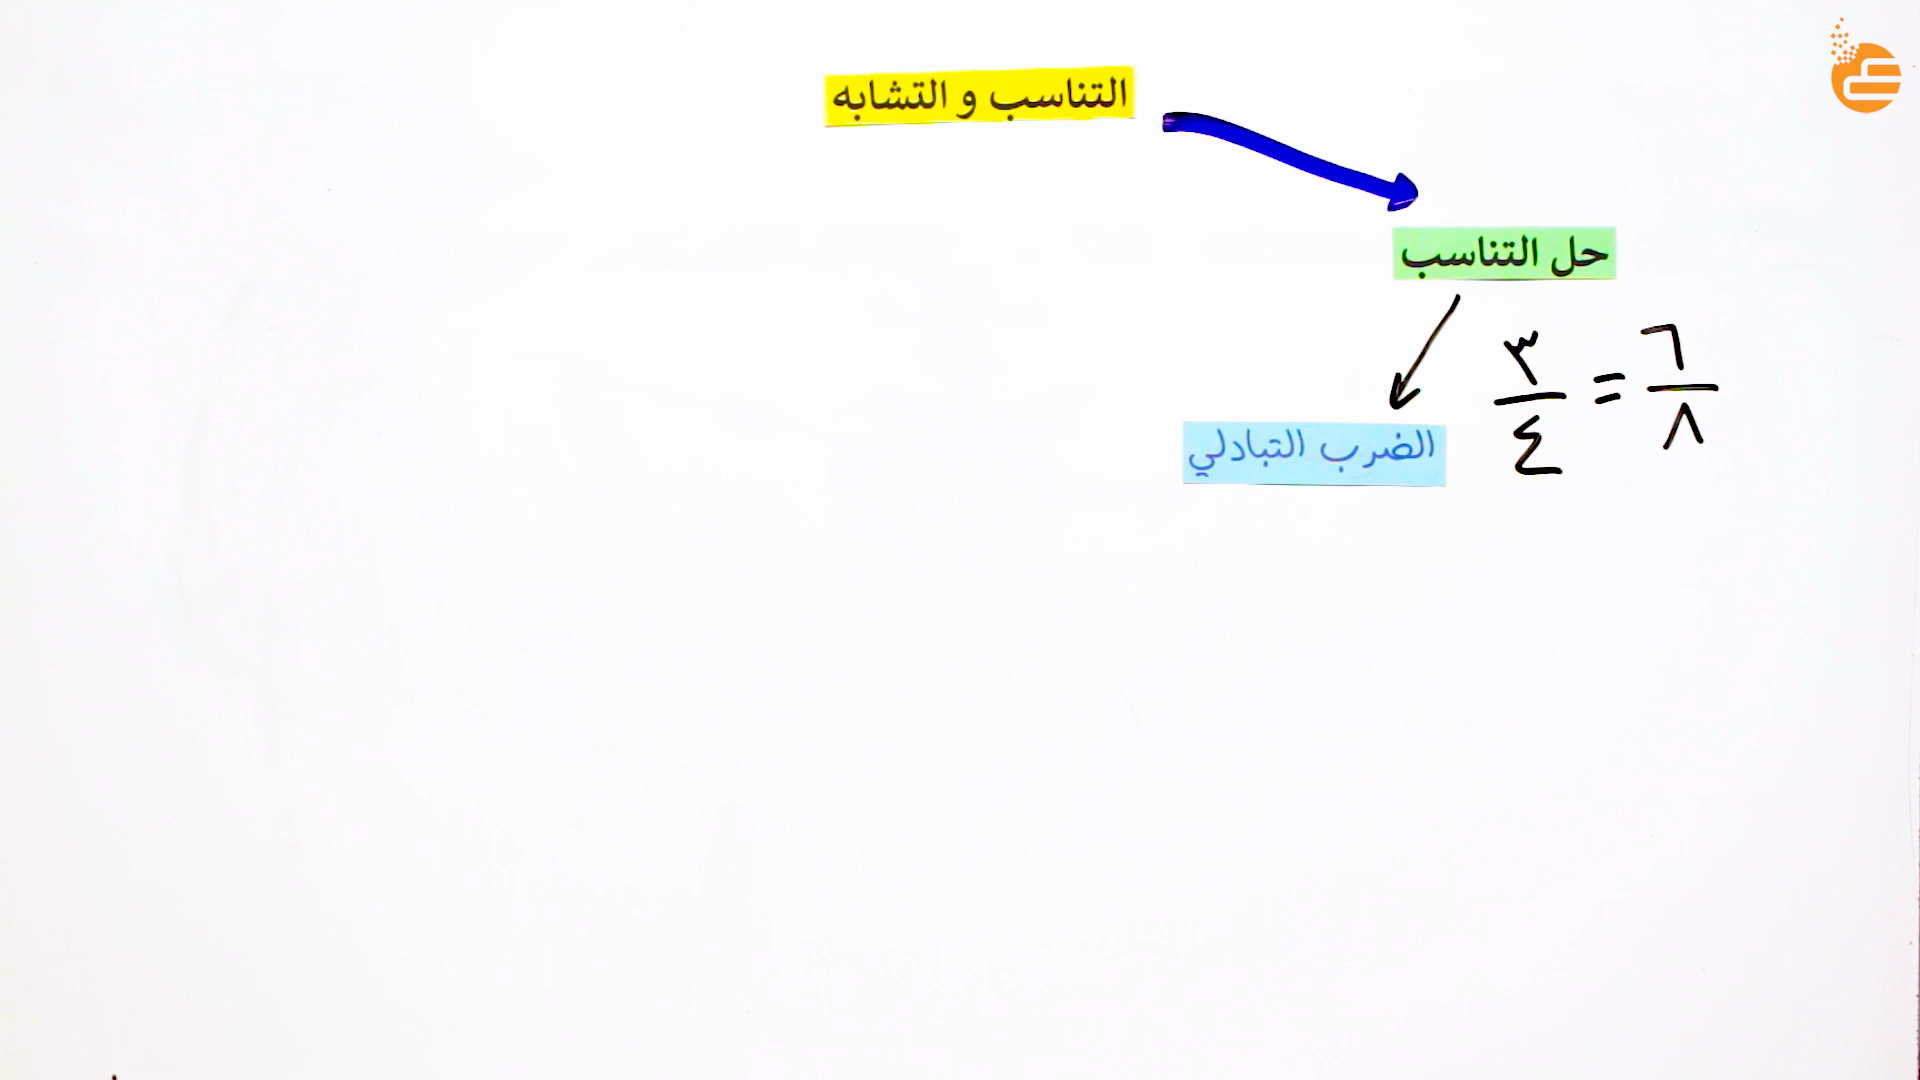 التناسب و التشابه
حل التناسب
٦/٨ = ٣/٤
الضرب التبادلي